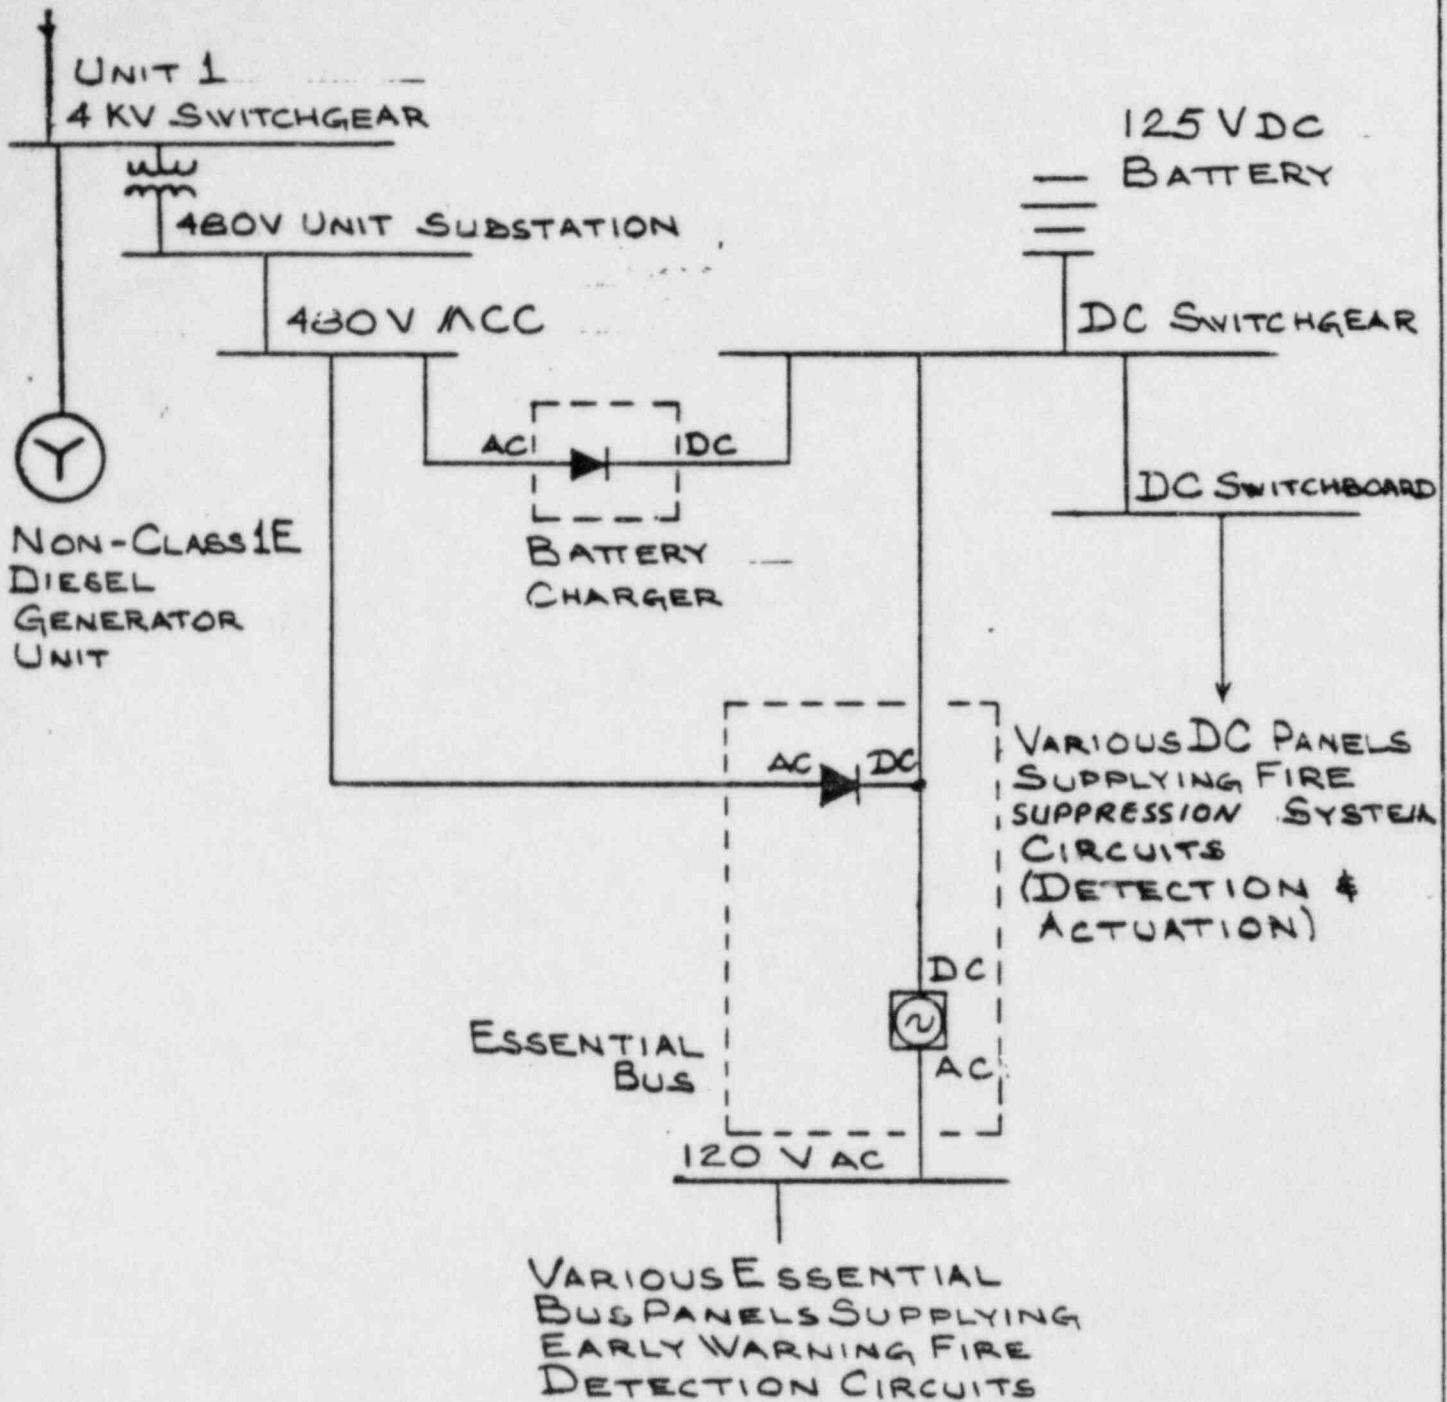 UNIT 1
4 KV SWITCHGEAR
480V UNIT SUBSTATION
480V MCC
125 VDC
BATTERY
DC SWITCHGEAR
AC
DC
BATTERY
CHARGER
DC SWITCHBOARD
NON-CLASS 1E
DIESEL
GENERATOR
UNIT
AC
DC
VARIOUS DC PANELS
SUPPLYING FIRE
SUPPRESSION SYSTEM
CIRCUITS
(DETECTION &
ACTUATION)
DC
AC
ESSENTIAL
BUS
120 V AC
VARIOUS ESSENTIAL
BUS PANELS SUPPLYING
EARLY WARNING FIRE
DETECTION CIRCUITS